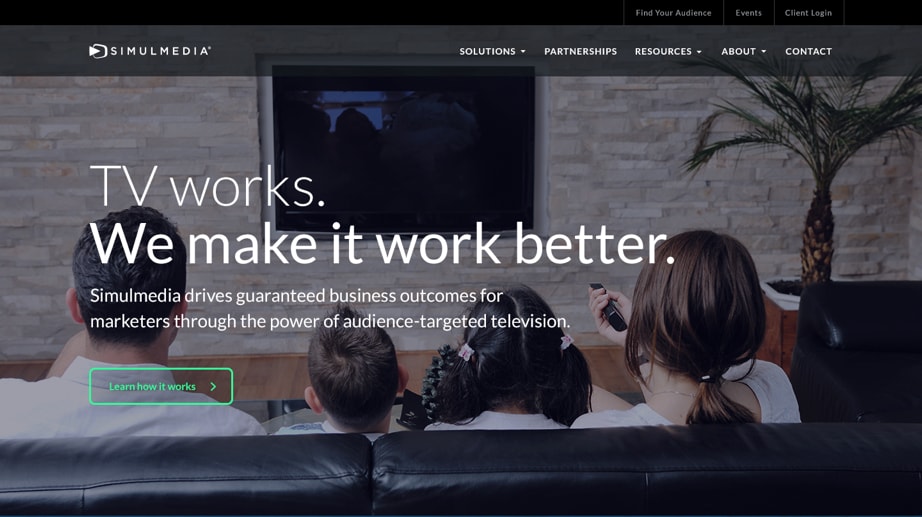 Find Your Audience Events Client Login
SIMULMEDIA®
SOLUTIONS PARTNERSHIPS RESOURCES ABOUT CONTACT
TV works.
We make it work better.
Simulmedia drives guaranteed business outcomes for
marketers through the power of audience-targeted television.
Learn how it works